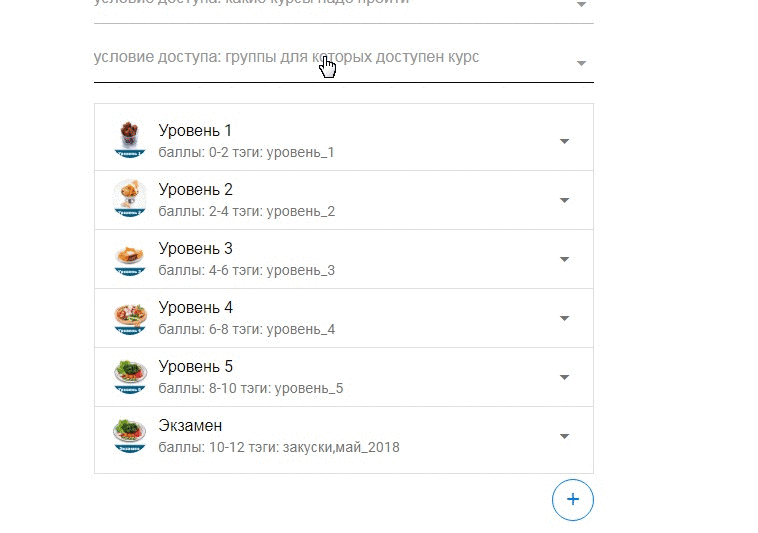 условие доступа: какие курсы надо пройти
условие доступа: группы для которых доступен курс
Уровень 1
баллы: 0-2 тэги: уровень_1
Уровень 2
баллы: 2-4 тэги: уровень_2
Уровень 3
баллы: 4-6 тэги: уровень_3
Уровень 4
баллы: 6-8 тэги: уровень_4
Уровень 5
баллы: 8-10 тэги: уровень_5
Экзамен
баллы: 10-12 тэги: закуски,май_2018
+